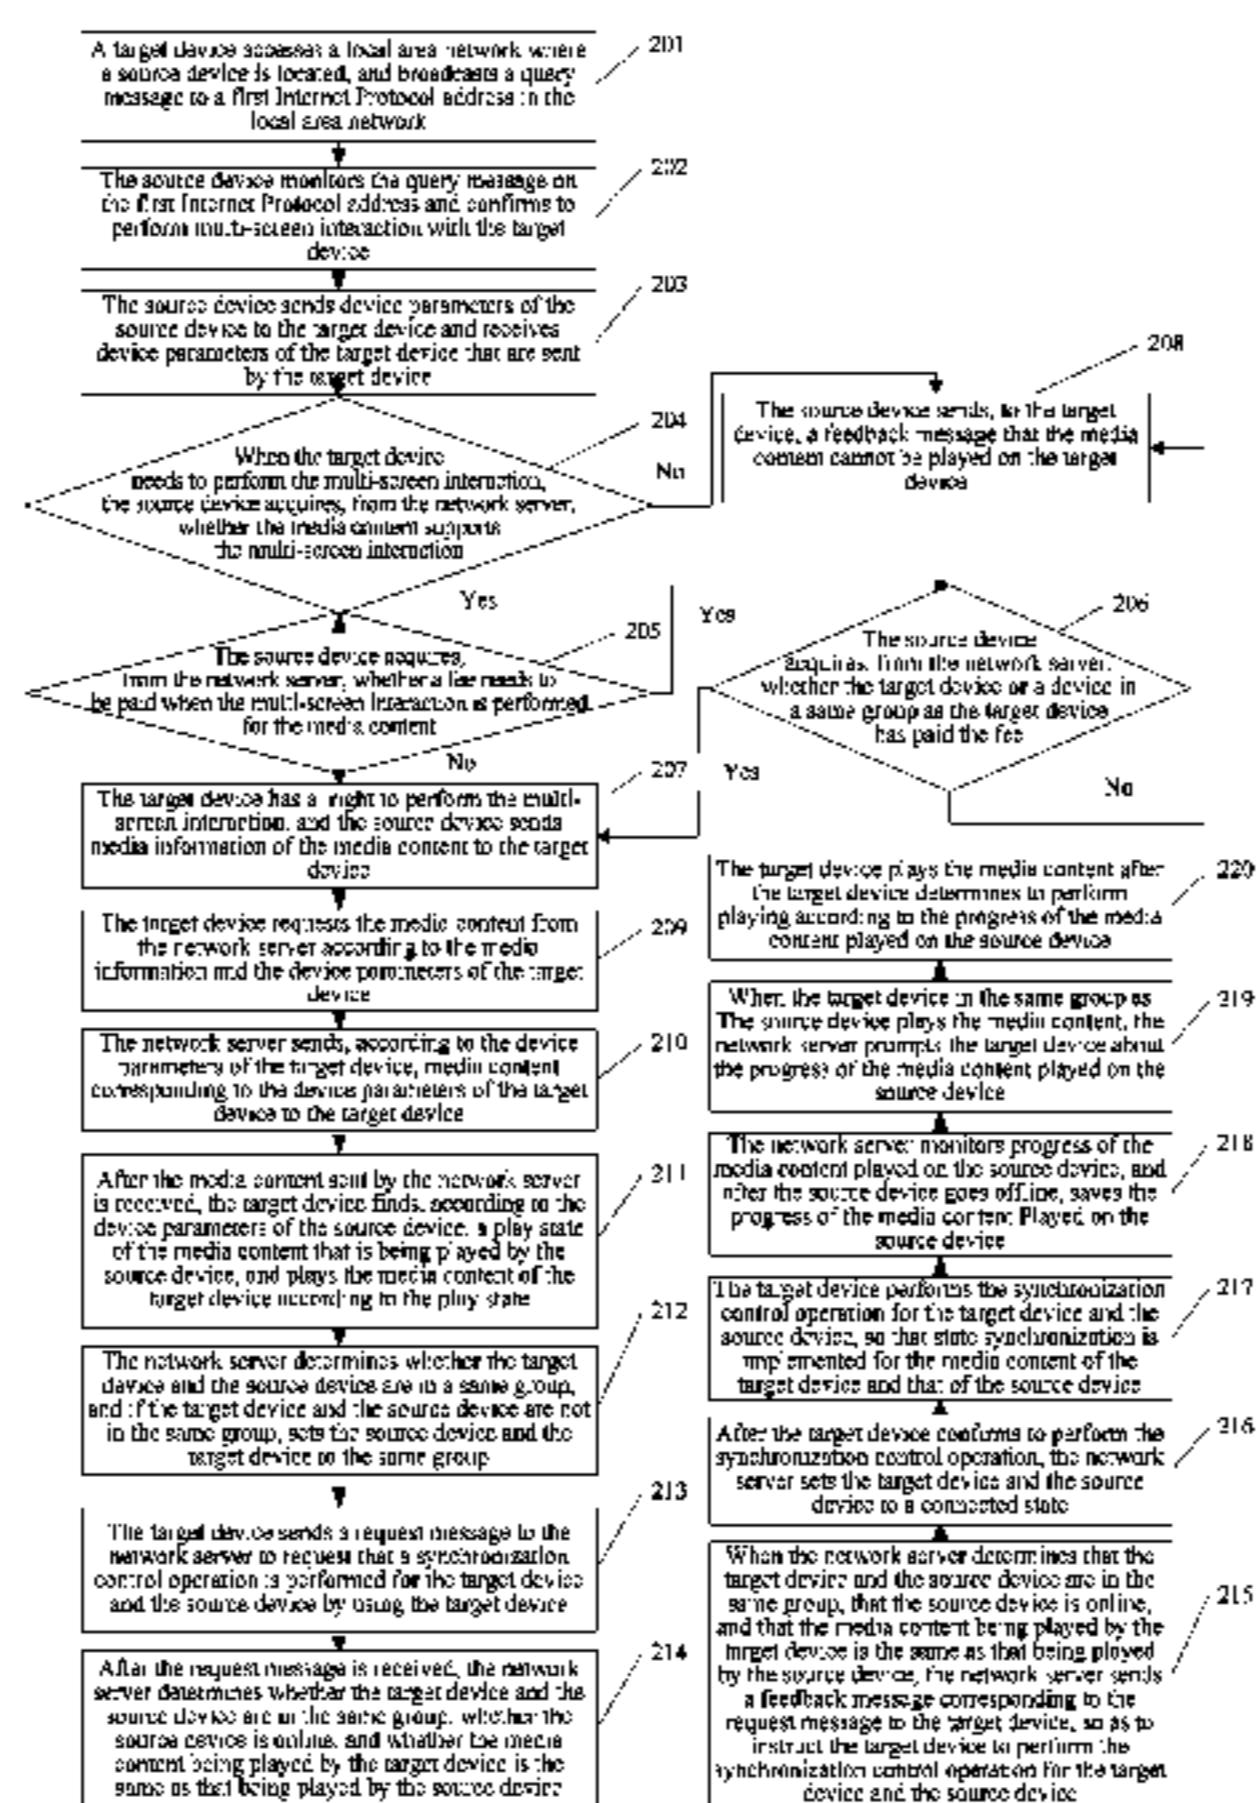 A target device accesses a local area network where
a source device is located, and broadcasts a query
message to a first Internet Protocol address in the
local area network
201
The source device monitors the query message on
the first Internet Protocol address and confirms to
perform multi-screen interaction with the target
device
202
The source device sends device parameters of the
source device to the target device and receives
device parameters of the target device that are sent
by the target device
203
When the target device
needs to perform the multi-screen interaction,
the source device acquires, from the network server,
whether the media content supports
the multi-screen interaction
204
No
Yes
The source device sends, to the target
device, a feedback message that the media
content cannot be played on the target
device
208
The source device acquires,
from the network server, whether a fee needs to
be paid when the multi-screen interaction is performed
for the media content
205
Yes
No
The source device
acquires, from the network server,
whether the target device or a device in
a same group as the target device
has paid the fee
206
Yes
No
The target device has a right to perform the multi-
screen interaction, and the source device sends
media information of the media content to the target
device
207
The target device requests the media content from
the network server according to the media
information and the device parameters of the target
device
209
The network server sends, according to the device
parameters of the target device, media content
corresponding to the device parameters of the target
device to the target device
210
After the media content sent by the network server
is received, the target device finds, according to the
device parameters of the source device, a play state
of the media content that is being played by the
source device, and plays the media content of the
target device according to the play state
211
The network server determines whether the target
device and the source device are in a same group,
and if the target device and the source device are not
in the same group, sets the source device and the
target device to the same group
212
The target device sends a request message to the
network server to request that a synchronization
control operation is performed for the target device
and the source device by using the target device
213
After the request message is received, the network
server determines whether the target device and the
source device are in the same group, whether the
source device is online, and whether the media
content being played by the target device is the
same as that being played by the source device
214
The target device plays the media content after
the target device determines to perform
playing according to the progress of the media
content played on the source device
220
When the target device in the same group as
The source device plays the media content, the
network server prompts the target device about
the progress of the media content played on the
source device
219
The network server monitors progress of the
media content played on the source device, and
after the source device goes offline, saves the
progress of the media content Played on the
source device
218
The target device performs the synchronization
control operation for the target device and the
source device, so that state synchronization is
implemented for the media content of the
target device and that of the source device
217
After the target device confirms to perform the
synchronization control operation, the network
server sets the target device and the source
device to a connected state
216
When the network server determines that the
target device and the source device are in the
same group, that the source device is online,
and that the media content being played by the
target device is the same as that being played
by the source device, the network server sends
a feedback message corresponding to the
request message to the target device, so as to
instruct the target device to perform the
synchronization control operation for the target
device and the source device
215